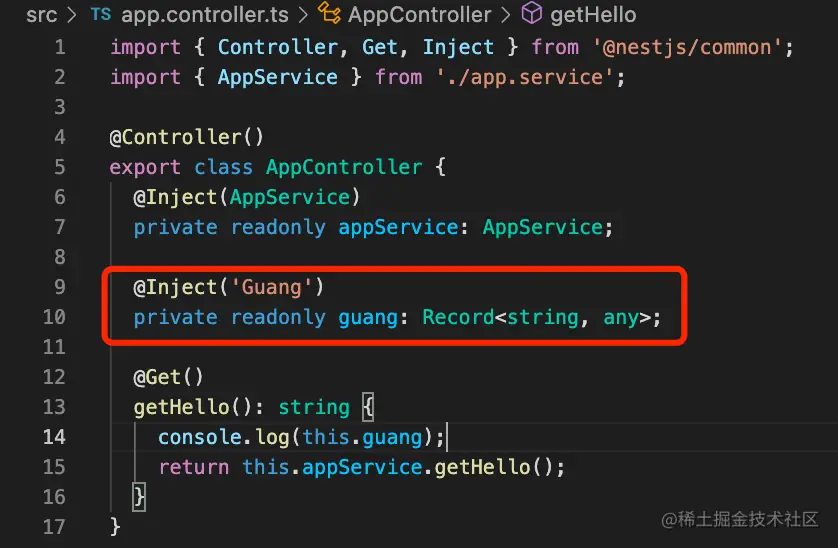 src > TS app.controller.ts > AppController > getHello
1 import { Controller, Get, Inject } from '@nestjs/common';
2 import { AppService } from './app.service';
3
4 @Controller()
5 export class AppController {
6 @Inject(AppService)
7 private readonly appService: AppService;
8
9 @Inject('Guang')
10 private readonly guang: Record<string, any>;
11
12 @Get()
13 getHello(): string {
14 console.log(this.guang);
15 return this.appService.getHello();
16 }
17 }
@稀土掘金技术社区